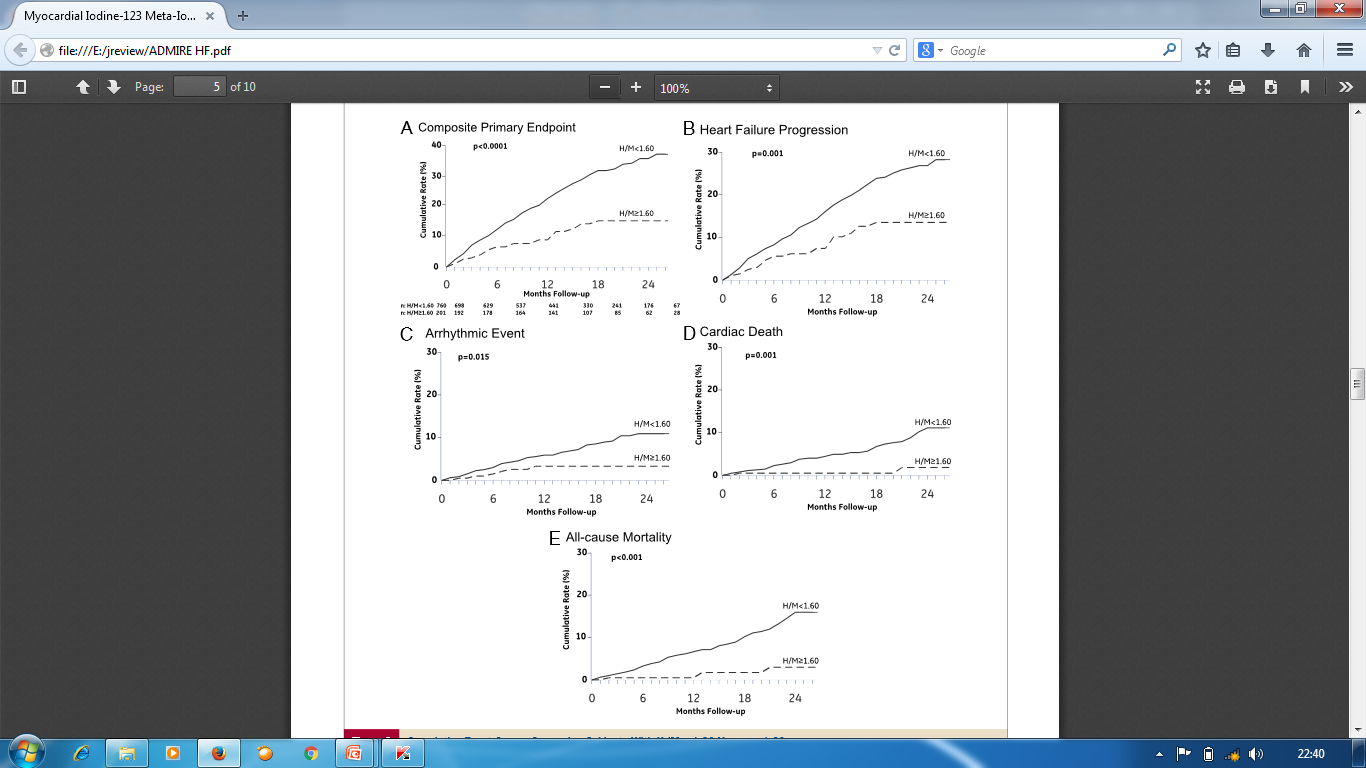 Myocardial Iodine-123 Meta-Io...
file:///E:/jreview/ADMIRE HF.pdf
Google
Page: 5 of 10
100%
A Composite Primary Endpoint
p<0.0001
H/M<1.60
H/M≥1.60
Cumulative Rate (%)
40
30
20
10
0
0 6 12 18 24
Months Follow-up
n: H/M<1.60 760 698 629 537 441 330 241 176 67
n: H/M≥1.60 201 192 178 164 141 107 85 62 28
B Heart Failure Progression
p=0.001
H/M<1.60
H/M≥1.60
Cumulative Rate (%)
30
20
10
0
0 6 12 18 24
Months Follow-up
C Arrhythmic Event
p=0.015
H/M<1.60
H/M≥1.60
Cumulative Rate (%)
30
20
10
0
0 6 12 18 24
Months Follow-up
D Cardiac Death
p=0.001
H/M<1.60
H/M≥1.60
Cumulative Rate (%)
30
20
10
0
0 6 12 18 24
Months Follow-up
E All-cause Mortality
p<0.001
H/M<1.60
H/M≥1.60
Cumulative Rate (%)
30
20
10
0
0 6 12 18 24
Months Follow-up
22:40